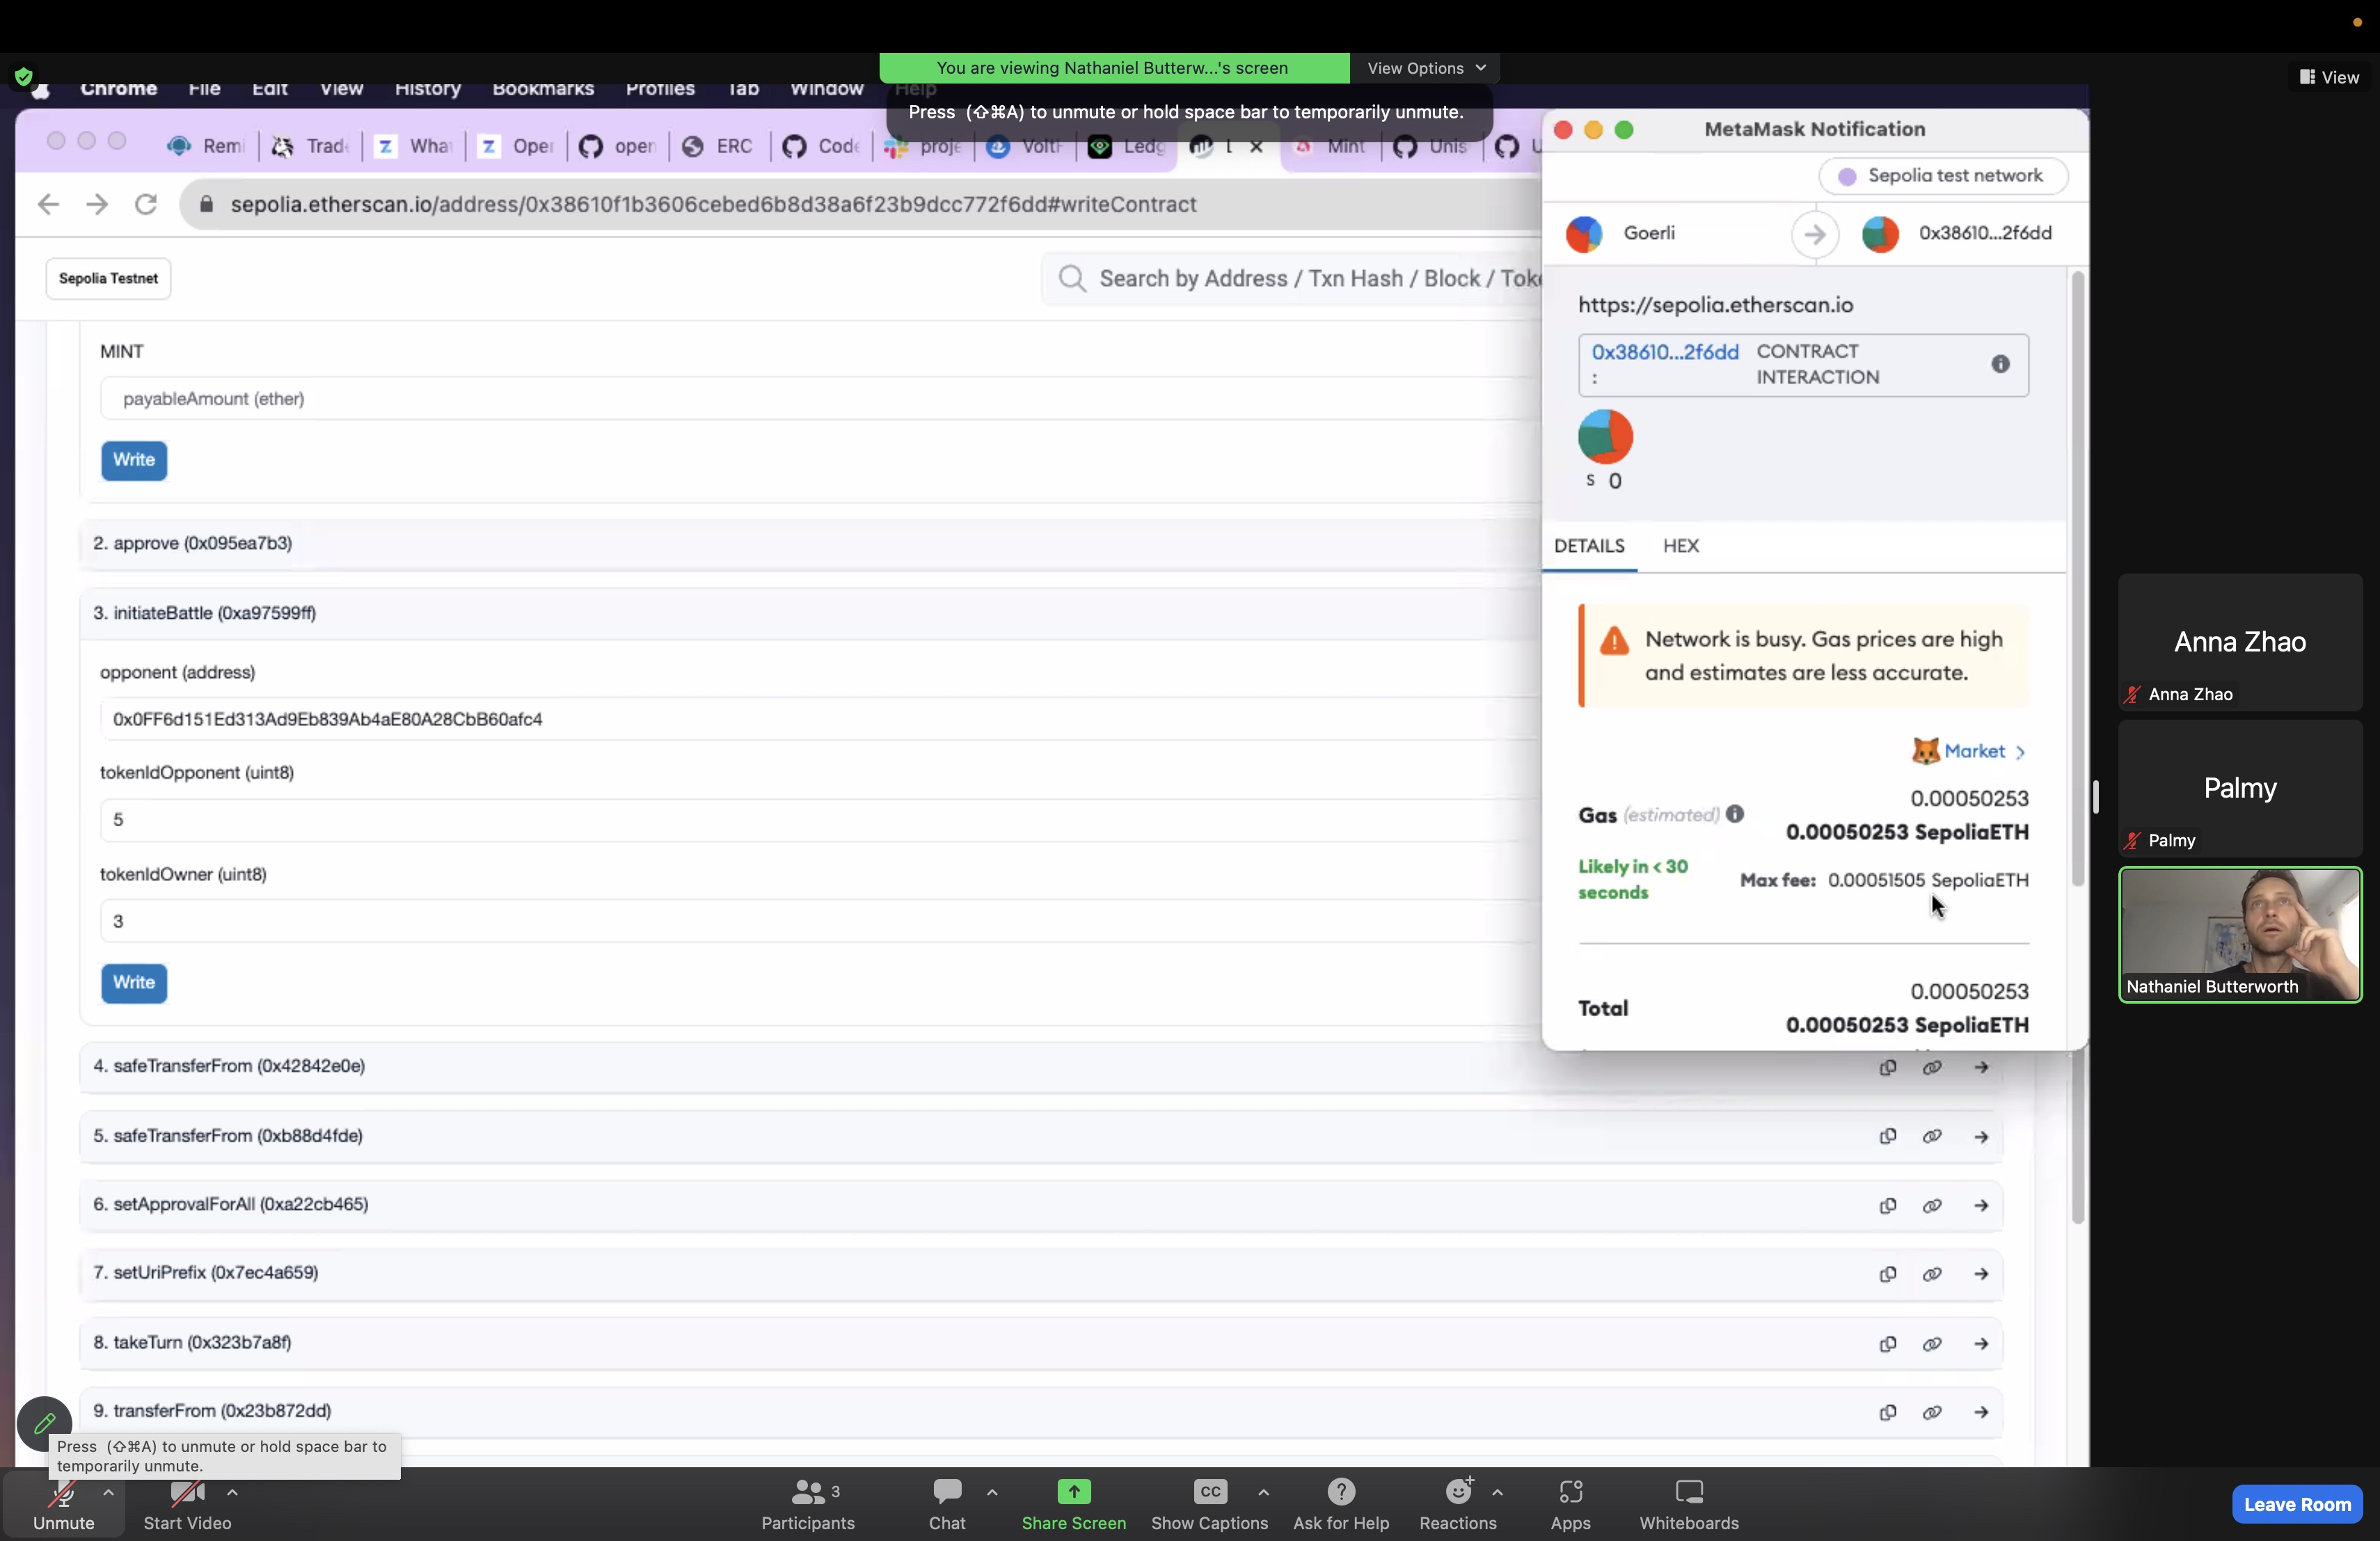 You are viewing Nathaniel Butterw...'s screen
View Options
View
Chrome File Edit View History Bookmarks Profiles Tab Window Help
Press (⇧⌘A) to unmute or hold space bar to temporarily unmute.
Remi Trad What Open open ERC Code proje Volt Ledg Mint Unis
sepolia.etherscan.io/address/0x38610f1b3606cebed6b8d38a6f23b9dcc772f6dd#writeContract
Sepolia Testnet
Search by Address / Txn Hash / Block / Toke
MINT
payableAmount (ether)
Write
2. approve (0x095ea7b3)
3. initiateBattle (0xa97599ff)
opponent (address)
0x0FF6d151Ed313Ad9Eb839Ab4aE80A28CbB60afc4
tokenIdOpponent (uint8)
5
tokenIdOwner (uint8)
3
Write
4. safeTransferFrom (0x42842e0e)
5. safeTransferFrom (0xb88d4fde)
6. setApprovalForAll (0xa22cb465)
7. setUriPrefix (0x7ec4a659)
8. takeTurn (0x323b7a8f)
9. transferFrom (0x23b872dd)
MetaMask Notification
Sepolia test network
Goerli
0x38610...2f6dd
https://sepolia.etherscan.io
0x38610...2f6dd CONTRACT
: INTERACTION
S 0
DETAILS HEX
Network is busy. Gas prices are high
and estimates are less accurate.
Market >
0.00050253
Gas (estimated) 0.00050253 SepoliaETH
Likely in < 30
seconds
Max fee: 0.00051505 SepoliaETH
0.00050253
Total
0.00050253 SepoliaETH
Anna Zhao
Anna Zhao
Palmy
Palmy
Nathaniel Butterworth
Press (⇧⌘A) to unmute or hold space bar to
temporarily unmute.
Unmute
Start Video
3
Participants
Chat
Share Screen
CC
Show Captions
Ask for Help
Reactions
Apps
Whiteboards
Leave Room